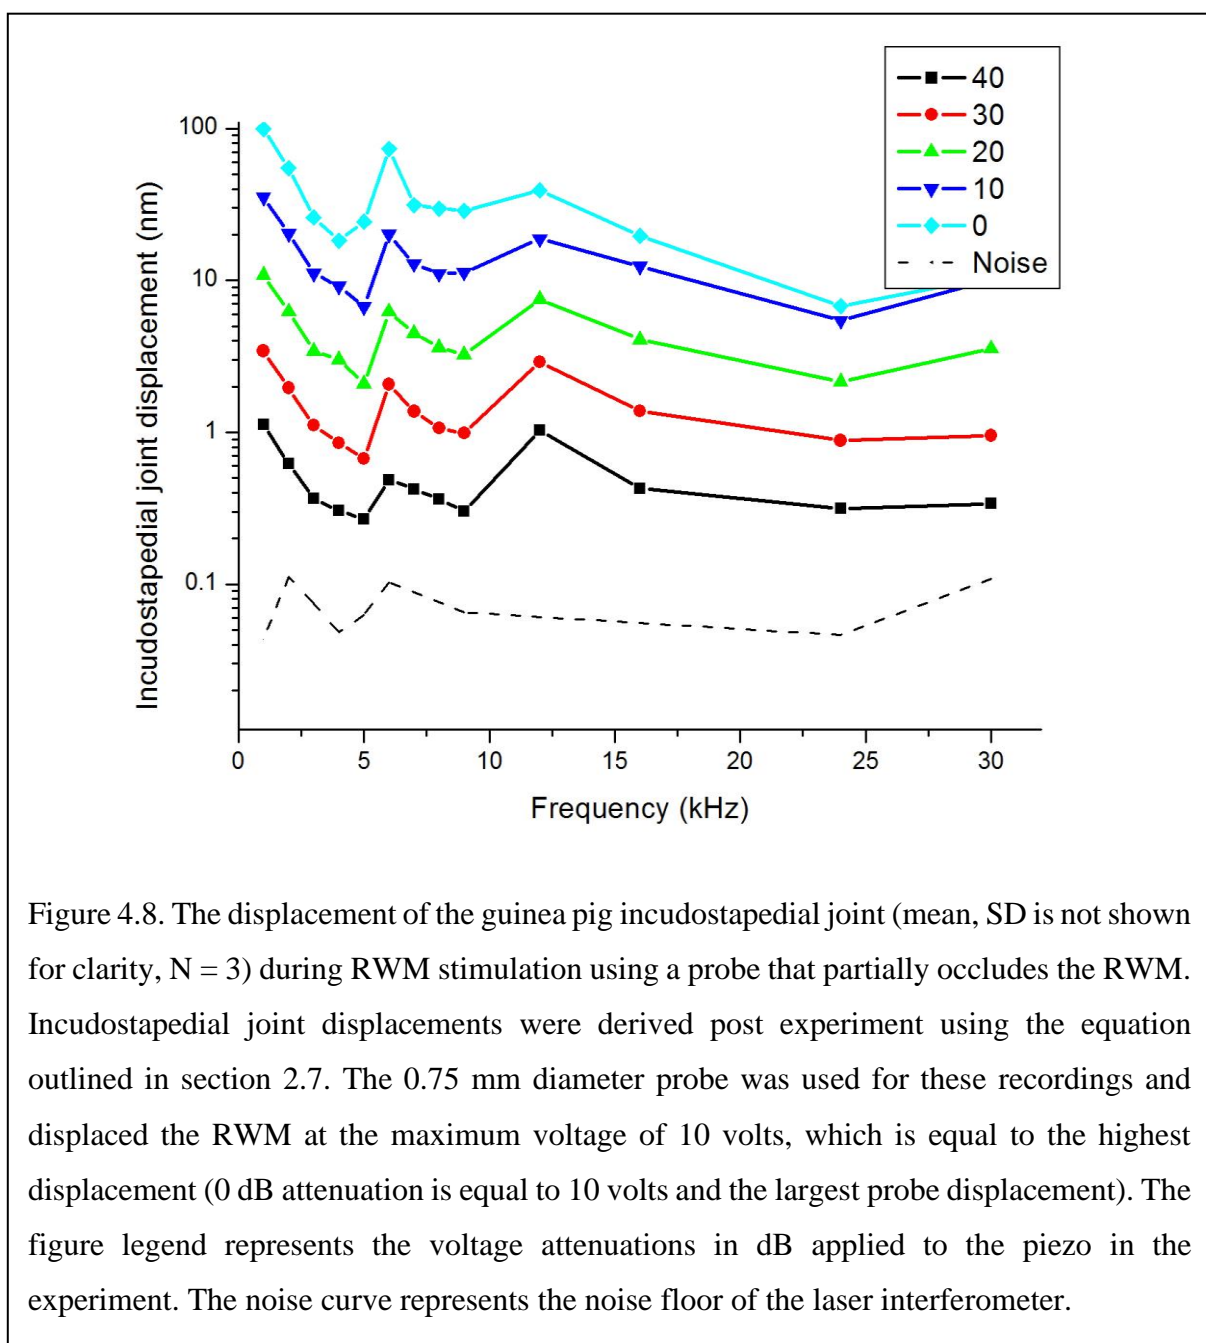 40
30
20
10
0
Noise
100
10
1
0.1
Incudostapedial joint displacement (nm)
0 5 10 15 20 25 30
Frequency (kHz)
Figure 4.8. The displacement of the guinea pig incudostapedial joint (mean, SD is not shown
for clarity, N = 3) during RWM stimulation using a probe that partially occludes the RWM.
Incudostapedial joint displacements were derived post experiment using the equation
outlined in section 2.7. The 0.75 mm diameter probe was used for these recordings and
displaced the RWM at the maximum voltage of 10 volts, which is equal to the highest
displacement (0 dB attenuation is equal to 10 volts and the largest probe displacement). The
figure legend represents the voltage attenuations in dB applied to the piezo in the
experiment. The noise curve represents the noise floor of the laser interferometer.